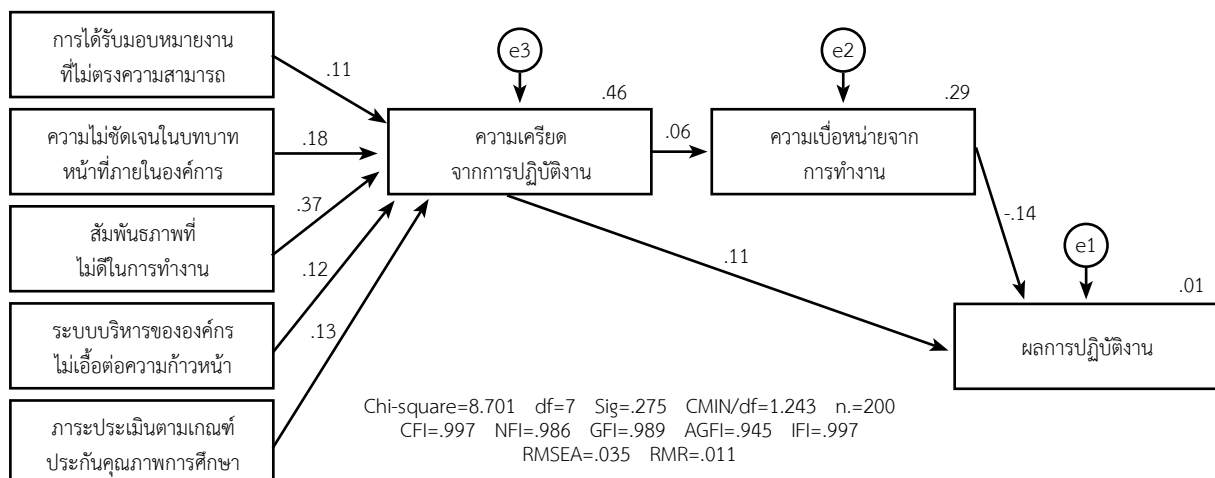 การได้รับมอบหมายงาน
ที่ไม่ตรงความสามารถ
.11
e3
e2
.46
.29
ความไม่ชัดเจนในบทบาท
หน้าที่ภายในองค์การ
.18
ความเครียด
จากการปฏิบัติงาน
.06
ความเบื่อหน่ายจาก
การทำงาน
.37
สัมพันธภาพที่
ไม่ดีในการทำงาน
-.14
e1
.11
.12
.01
ระบบบริหารขององค์กร
ไม่เอื้อต่อความก้าวหน้า
.13
ผลการปฏิบัติงาน
ภาระประเมินตามเกณฑ์
ประกันคุณภาพการศึกษา
Chi-square=8.701 df=7 Sig=.275 CMIN/df=1.243 n.=200
CFI=.997 NFI=.986 GFI=.989 AGFI=.945 IFI=.997
RMSEA=.035 RMR=.011